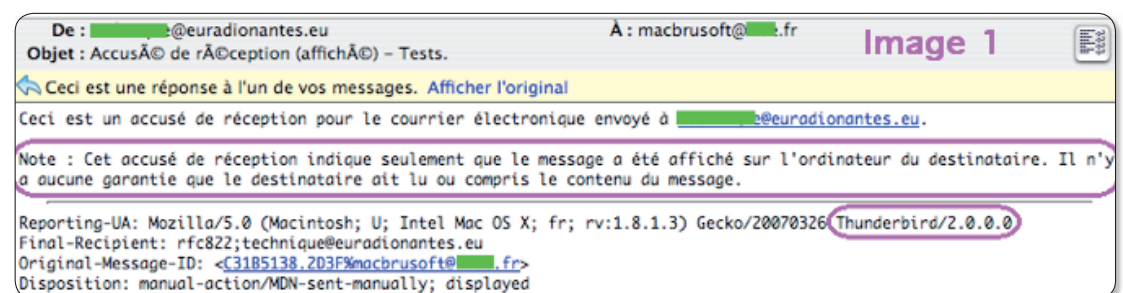 De : @euradionantes.eu À : macbrusoft@ .fr
Image 1
Objet : AccusÃ© de rÃ©ception (affichÃ©) – Tests.
Ceci est une réponse à l'un de vos messages. Afficher l'original
Ceci est un accusé de réception pour le courrier électronique envoyé à @euradionantes.eu.
Note : Cet accusé de réception indique seulement que le message a été affiché sur l'ordinateur du destinataire. Il n'y
a aucune garantie que le destinataire ait lu ou compris le contenu du message.
Reporting-UA: Mozilla/5.0 (Macintosh; U; Intel Mac OS X; fr; rv:1.8.1.3) Gecko/20070326 Thunderbird/2.0.0.0
Final-Recipient: rfc822;technique@euradionantes.eu
Original-Message-ID: <C31B5138.2D3F%macbrusoft@ .fr>
Disposition: manual-action/MDN-sent-manually; displayed